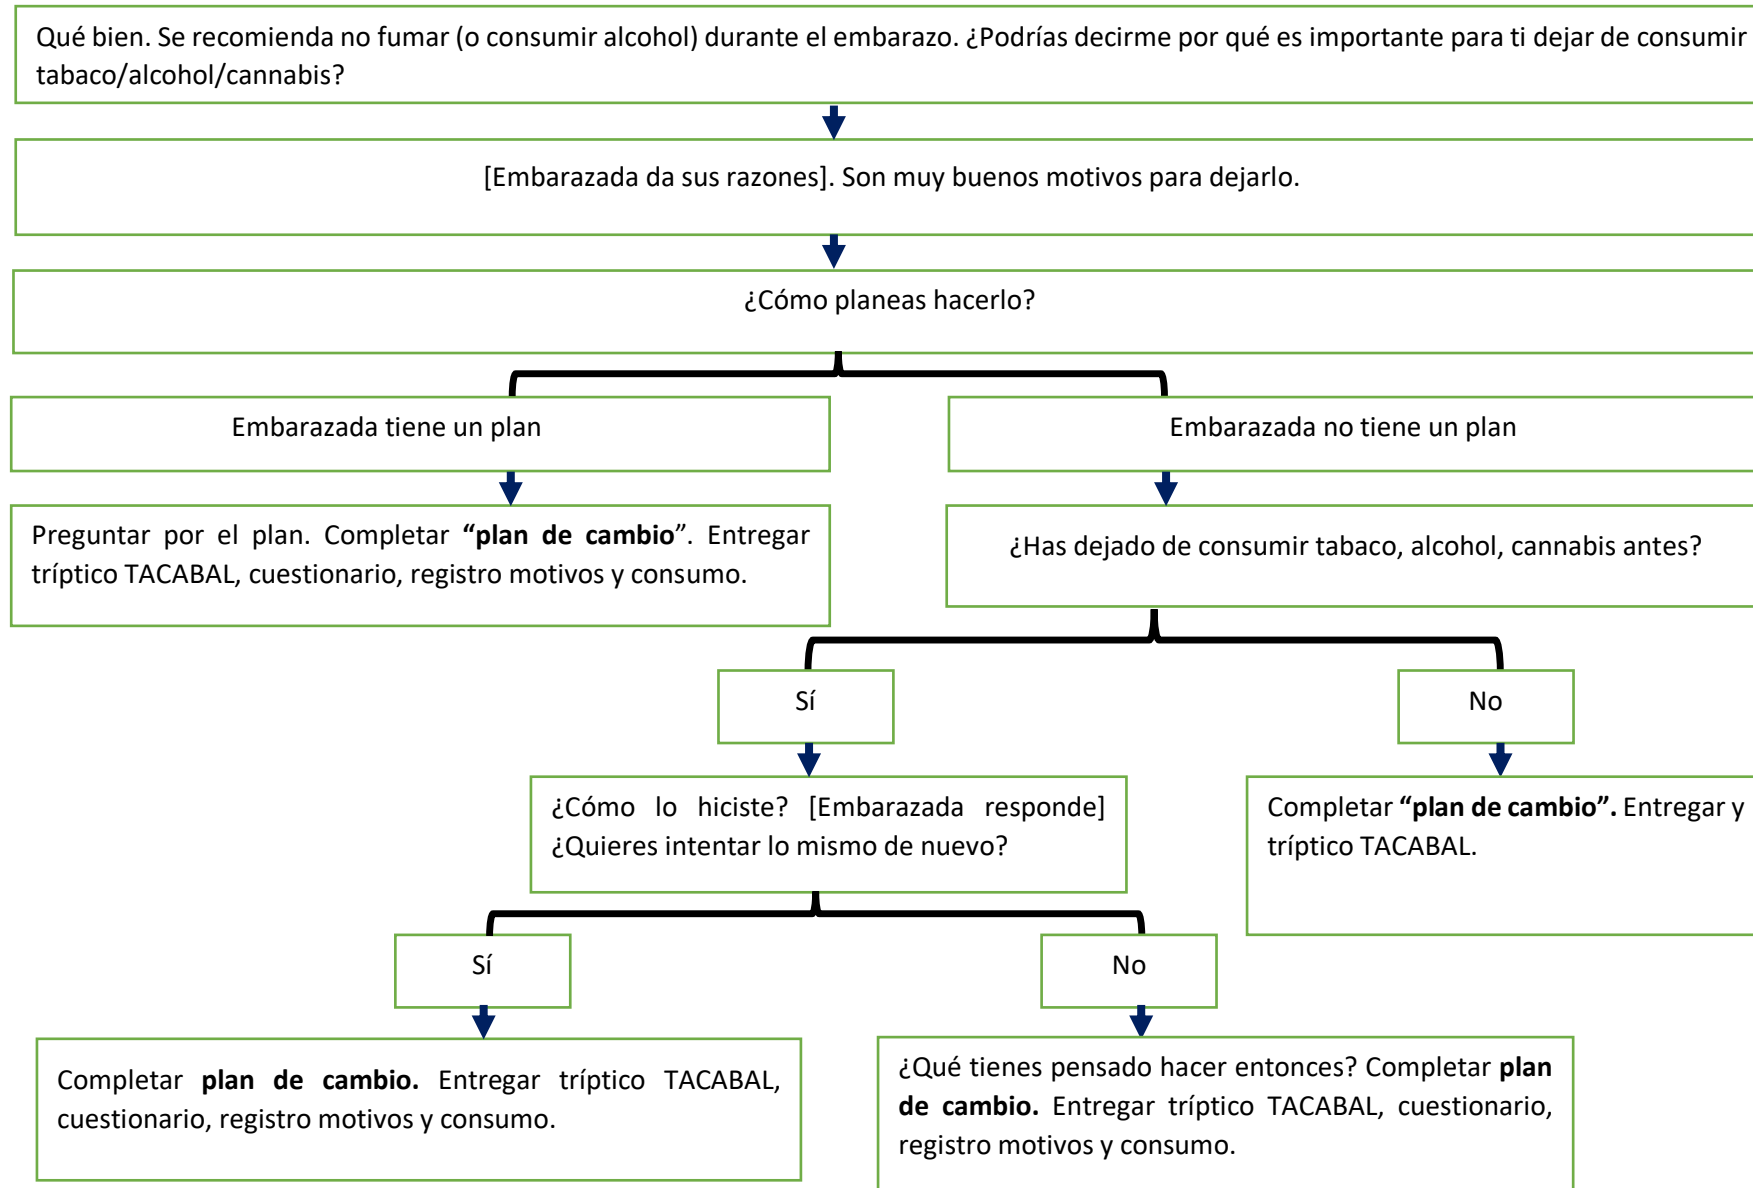 Qué bien. Se recomienda no fumar (o consumir alcohol) durante el embarazo. ¿Podrías decirme por qué es importante para ti dejar de consumir
tabaco/alcohol/cannabis?
[Embarazada da sus razones]. Son muy buenos motivos para dejarlo.
¿Cómo planeas hacerlo?
Embarazada tiene un plan
Embarazada no tiene un plan
Preguntar por el plan. Completar “plan de cambio”. Entregar
tríptico TACABAL, cuestionario, registro motivos y consumo.
¿Has dejado de consumir tabaco, alcohol, cannabis antes?
Sí
No
¿Cómo lo hiciste? [Embarazada responde]
¿Quieres intentar lo mismo de nuevo?
Completar “plan de cambio”. Entregar y
tríptico TACABAL.
Sí
No
Completar plan de cambio. Entregar tríptico TACABAL,
cuestionario, registro motivos y consumo.
¿Qué tienes pensado hacer entonces? Completar plan
de cambio. Entregar tríptico TACABAL, cuestionario,
registro motivos y consumo.